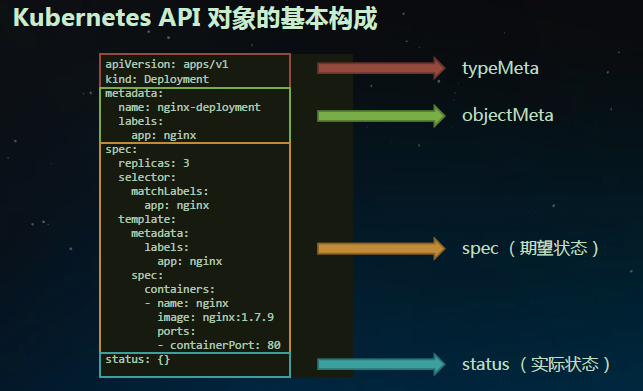 Kubernetes API 对象的基本构成
apiVersion: apps/v1
kind: Deployment
metadata:
  name: nginx-deployment
  labels:
    app: nginx
spec:
  replicas: 3
  selector:
    matchLabels:
      app: nginx
  template:
    metadata:
      labels:
        app: nginx
    spec:
      containers:
      - name: nginx
        image: nginx:1.7.9
        ports:
        - containerPort: 80
status: {}
typeMeta
objectMeta
spec（期望状态）
status（实际状态）